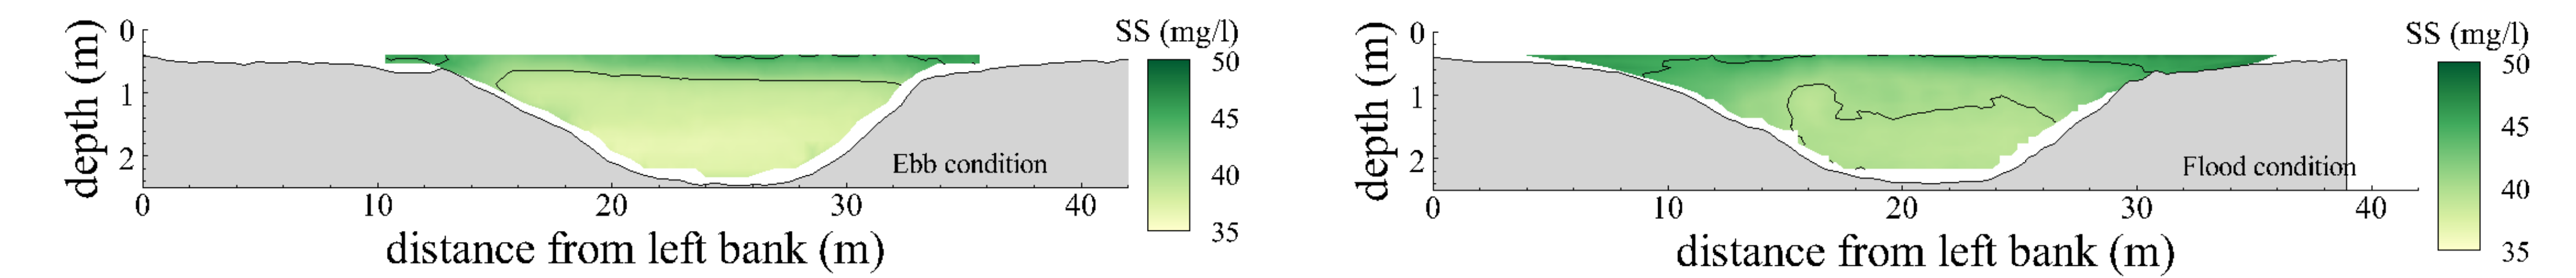 SS (mg/l)
0
1
2
depth (m)
50
45
40
35
Ebb condition
0 10 20 30 40
distance from left bank (m)
SS (mg/l)
0
1
2
depth (m)
50
45
40
35
Flood condition
0 10 20 30 40
distance from left bank (m)